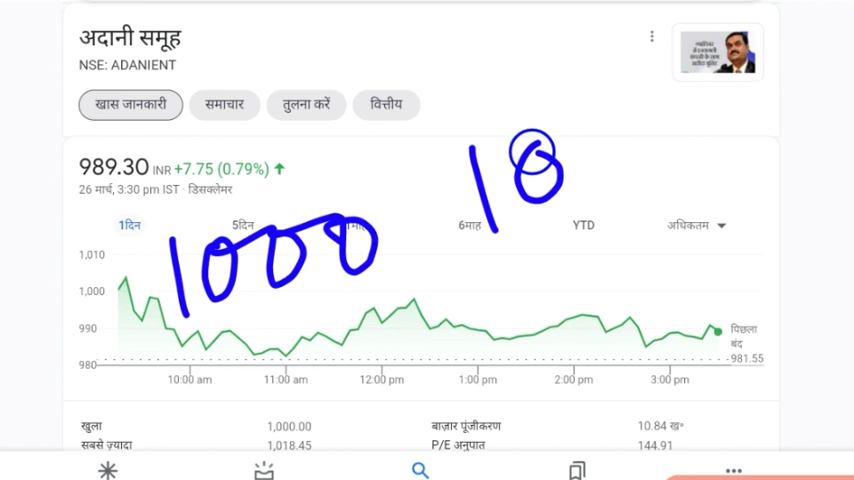 अदानी समूह
NSE: ADANIENT
खास जानकारी समाचार तुलना करें वित्तीय
989.30 INR +7.75 (0.79%) ↑
26 मार्च, 3:30 pm IST · डिसक्लेमर
10
1दिन 5दिन 6माह YTD अधिकतम
1000
1,010
1,000
990
980
पिछला
बंद
981.55
10:00 am 11:00 am 12:00 pm 1:00 pm 2:00 pm 3:00 pm
खुला 1,000.00 बाज़ार पूंजीकरण 10.84 ख॰
सबसे ज़्यादा 1,018.45 P/E अनुपात 144.91